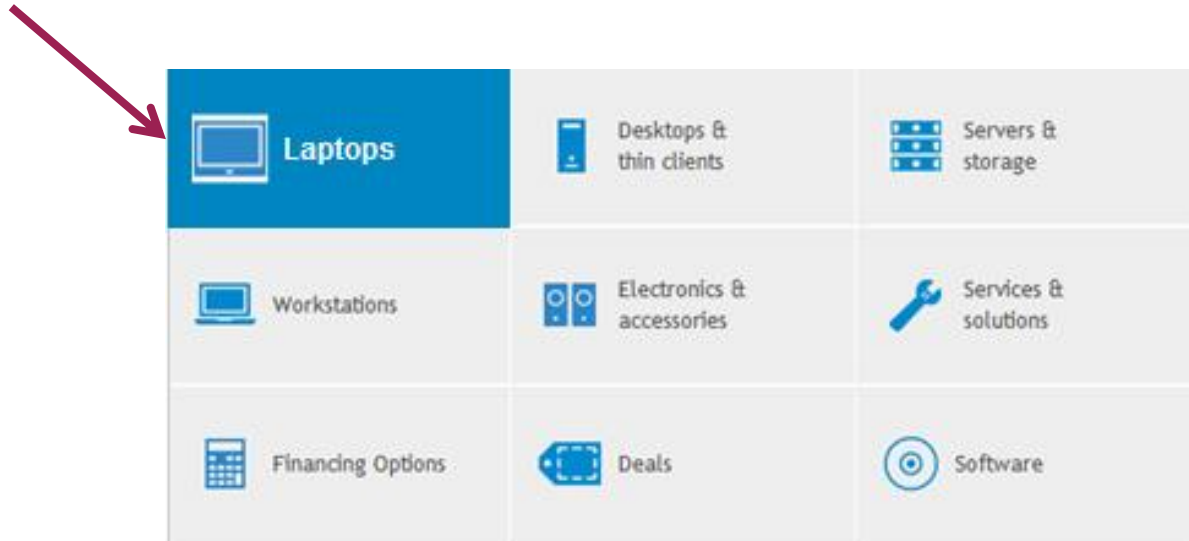 Laptops
Desktops &
thin clients
Servers &
storage
Workstations
Electronics &
accessories
Services &
solutions
Financing Options
Deals
Software